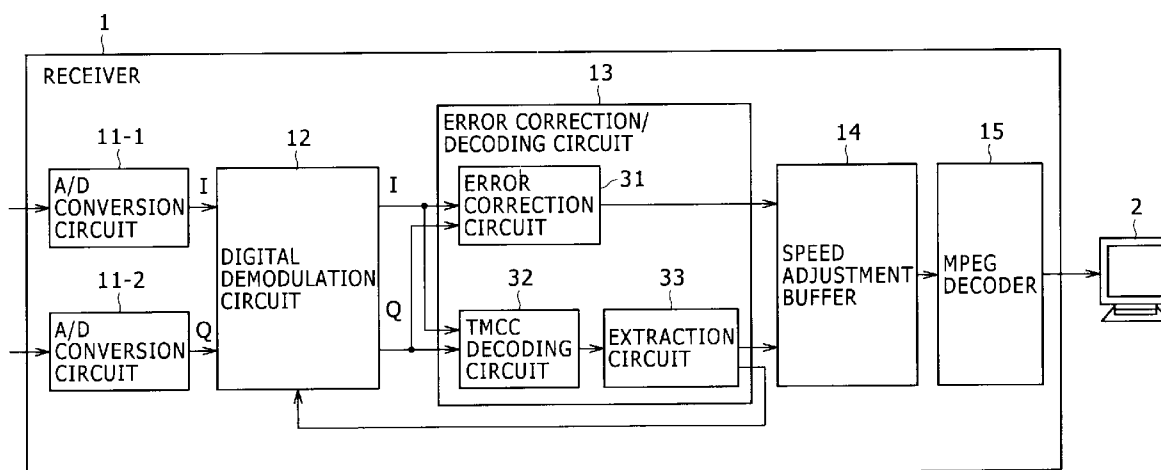 1
RECEIVER
13
ERROR CORRECTION/
DECODING CIRCUIT
11-1
A/D
CONVERSION
CIRCUIT
I
12
DIGITAL
DEMODULATION
CIRCUIT
I
ERROR
CORRECTION
CIRCUIT
31
14
SPEED
ADJUSTMENT
BUFFER
15
MPEG
DECODER
2
11-2
A/D
CONVERSION
CIRCUIT
Q
Q
32
TMCC
DECODING
CIRCUIT
33
EXTRACTION
CIRCUIT